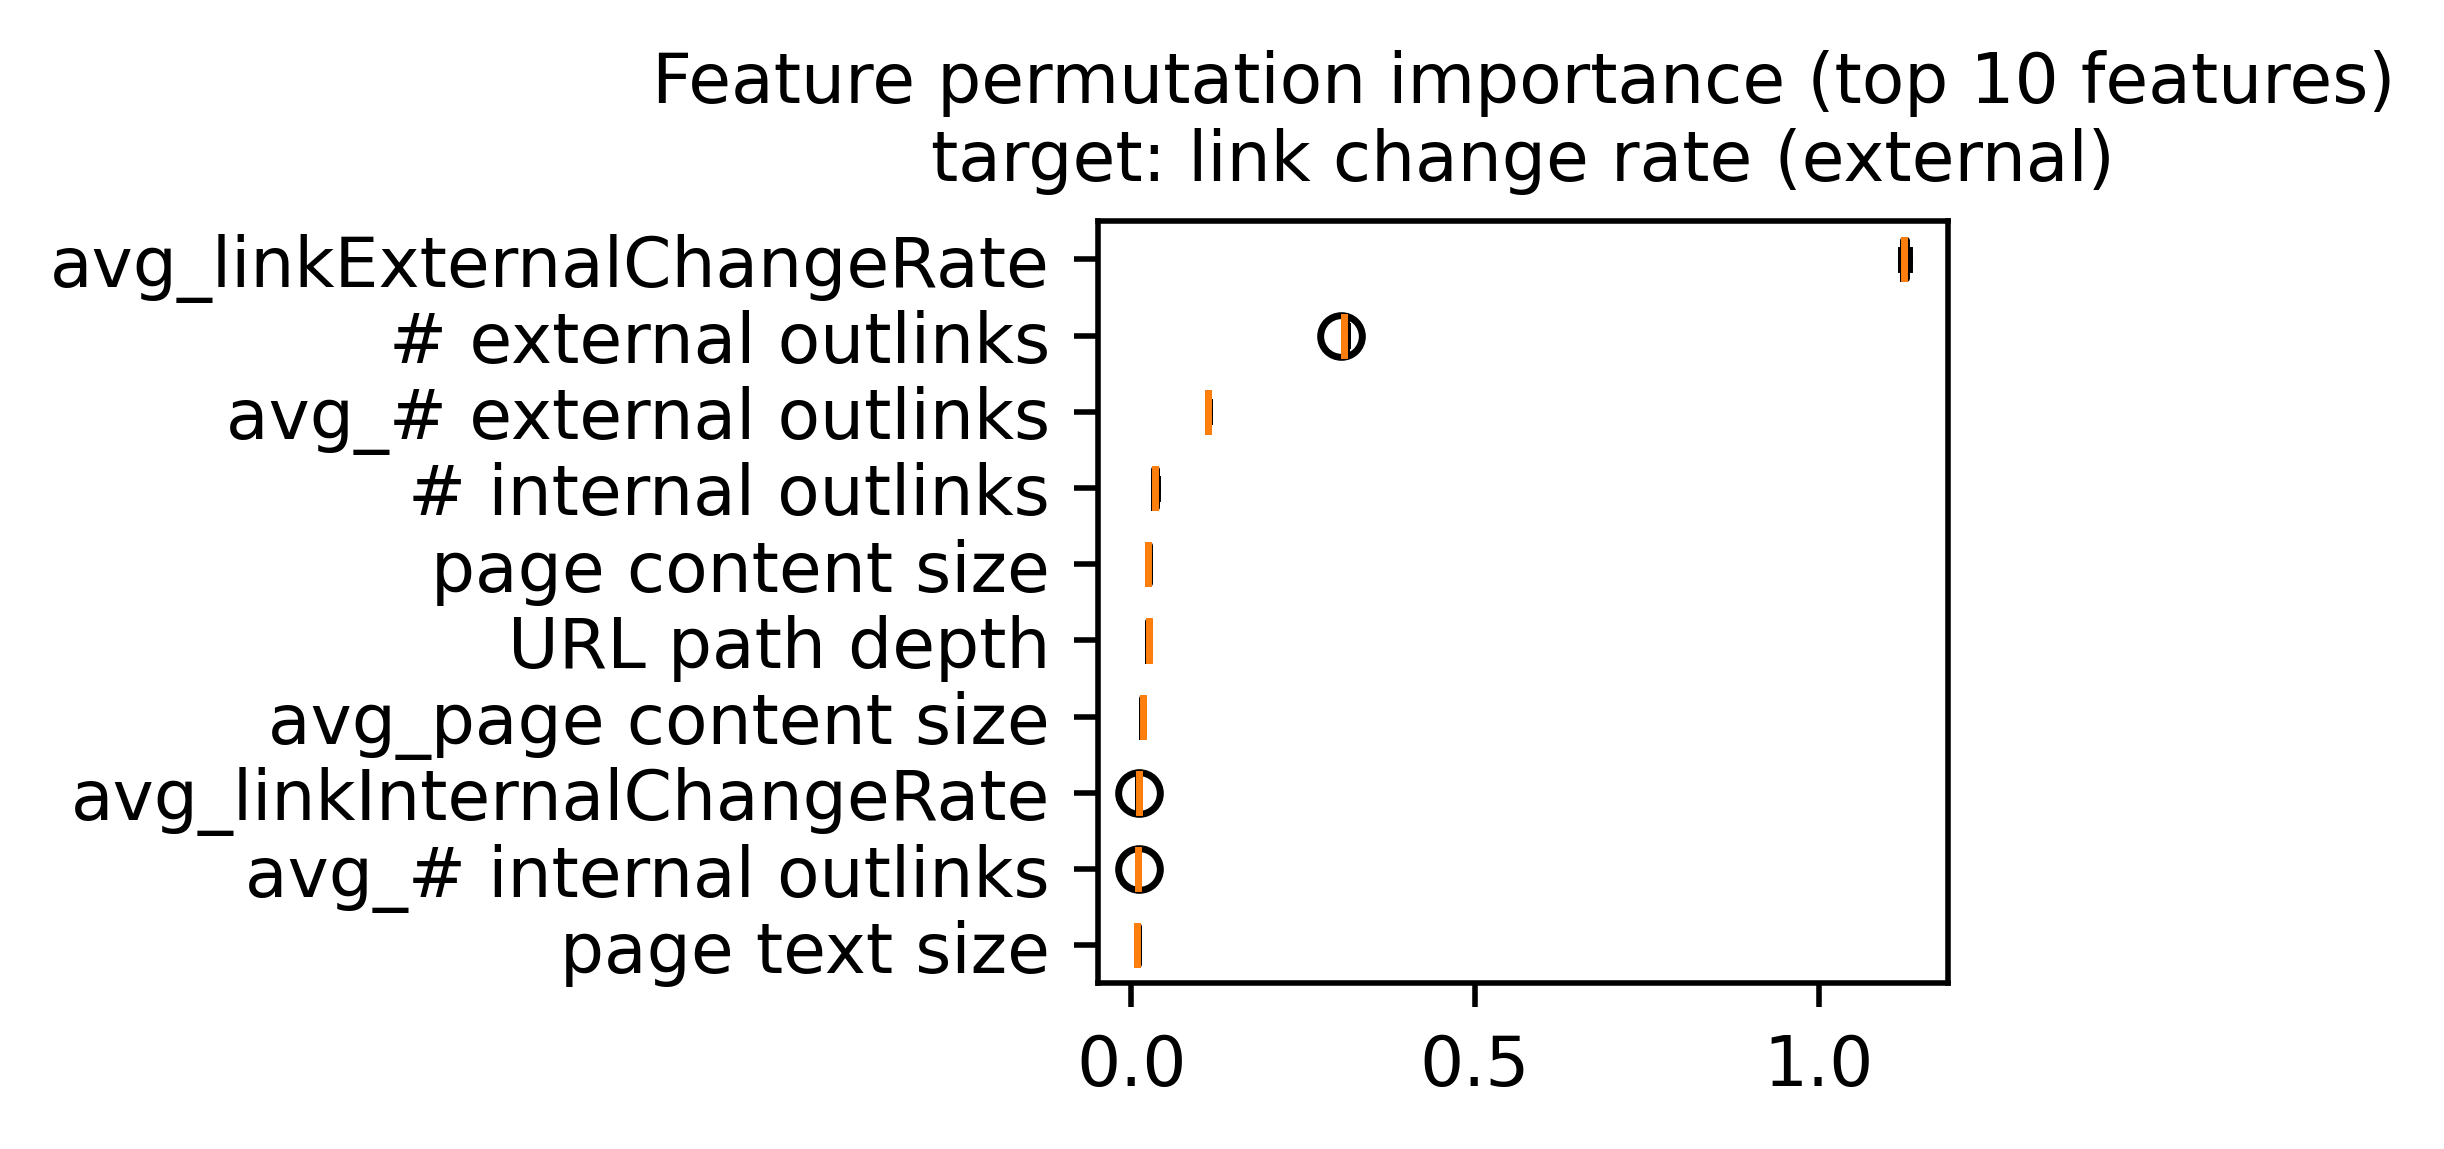 Feature permutation importance (top 10 features)
target: link change rate (external)
avg_linkExternalChangeRate
# external outlinks
avg_# external outlinks
# internal outlinks
page content size
URL path depth
avg_page content size
avg_linkInternalChangeRate
avg_# internal outlinks
page text size
0.0 0.5 1.0